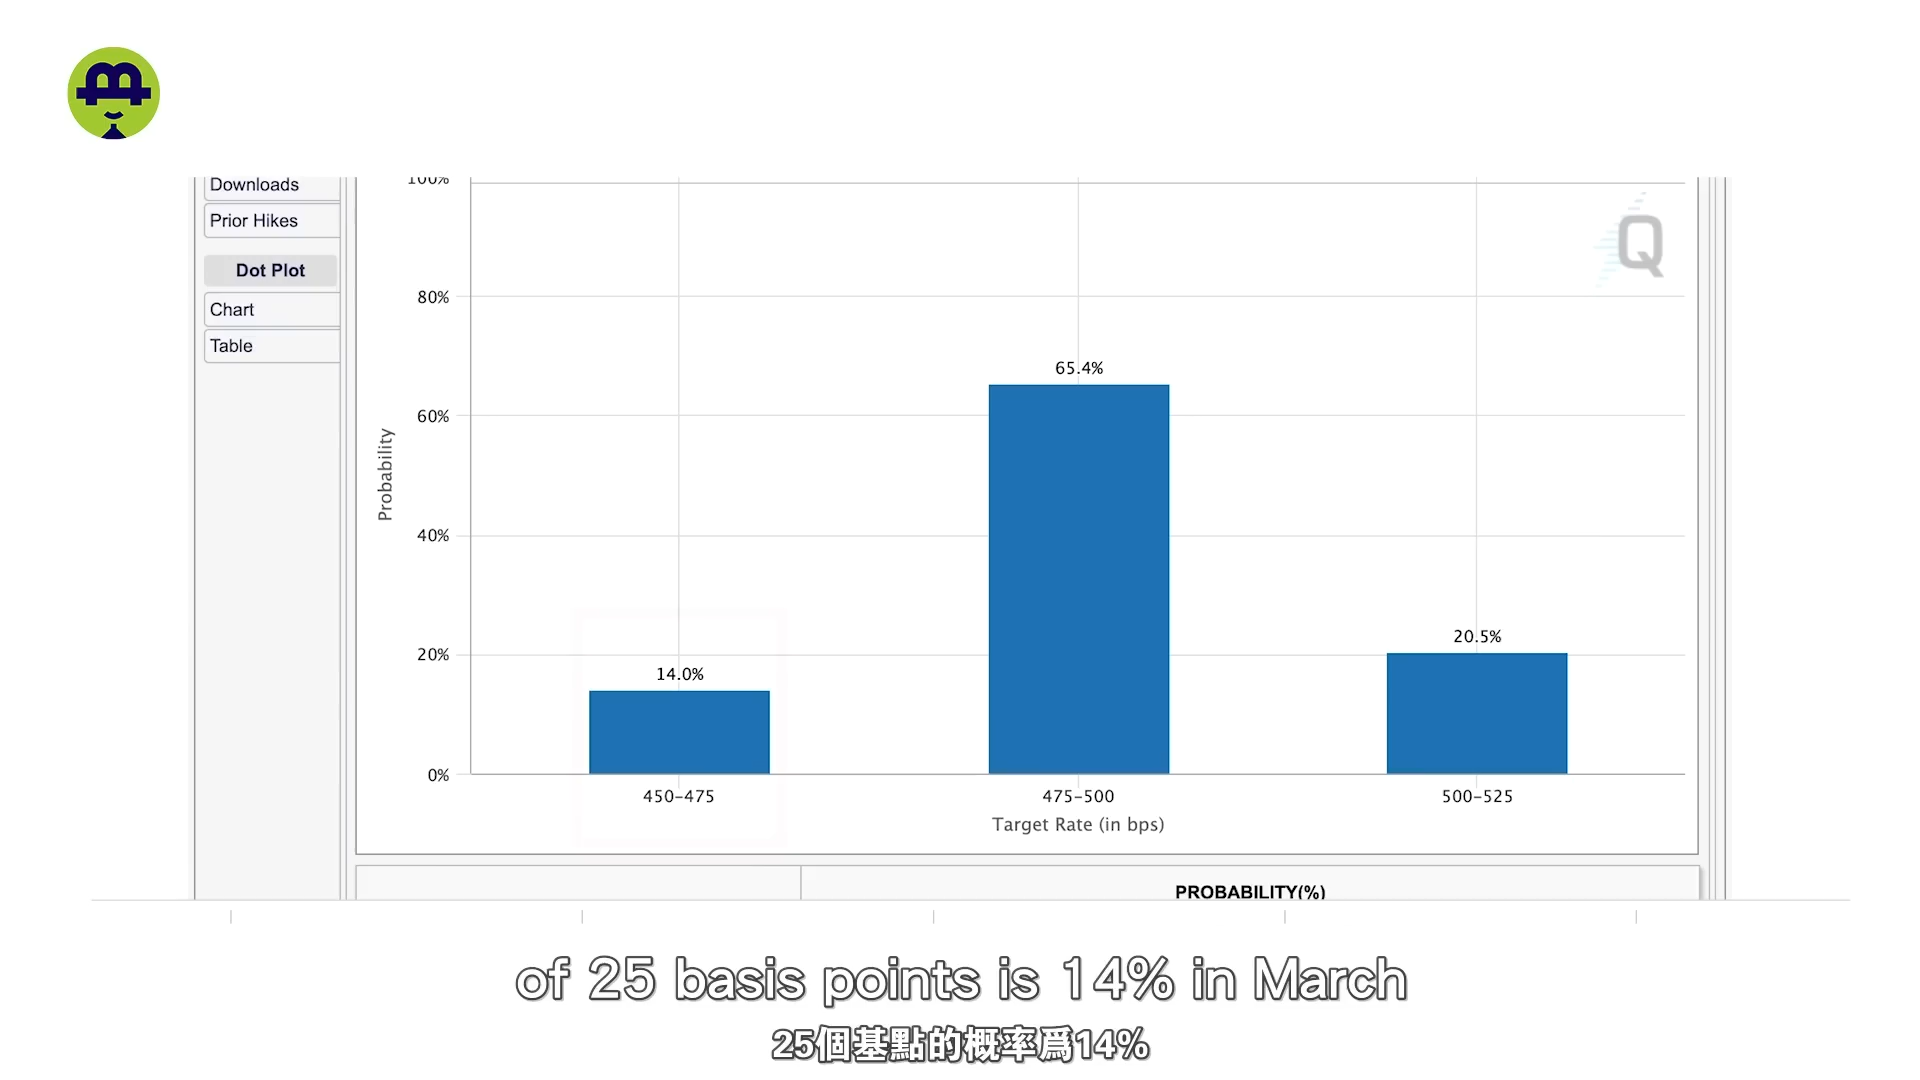 Downloads
Prior Hikes
Dot Plot
Chart
Table
Probability
100%
80%
60%
40%
20%
0%
14.0%
65.4%
20.5%
450-475
475-500
500-525
Target Rate (in bps)
Q
PROBABILITY(%)
of 25 basis points is 14% in March
25個基點的概率爲14%